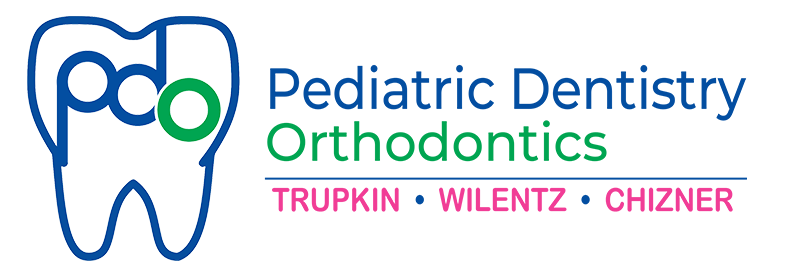 pdo
Pediatric Dentistry
Orthodontics
TRUPKIN • WILENTZ • CHIZNER